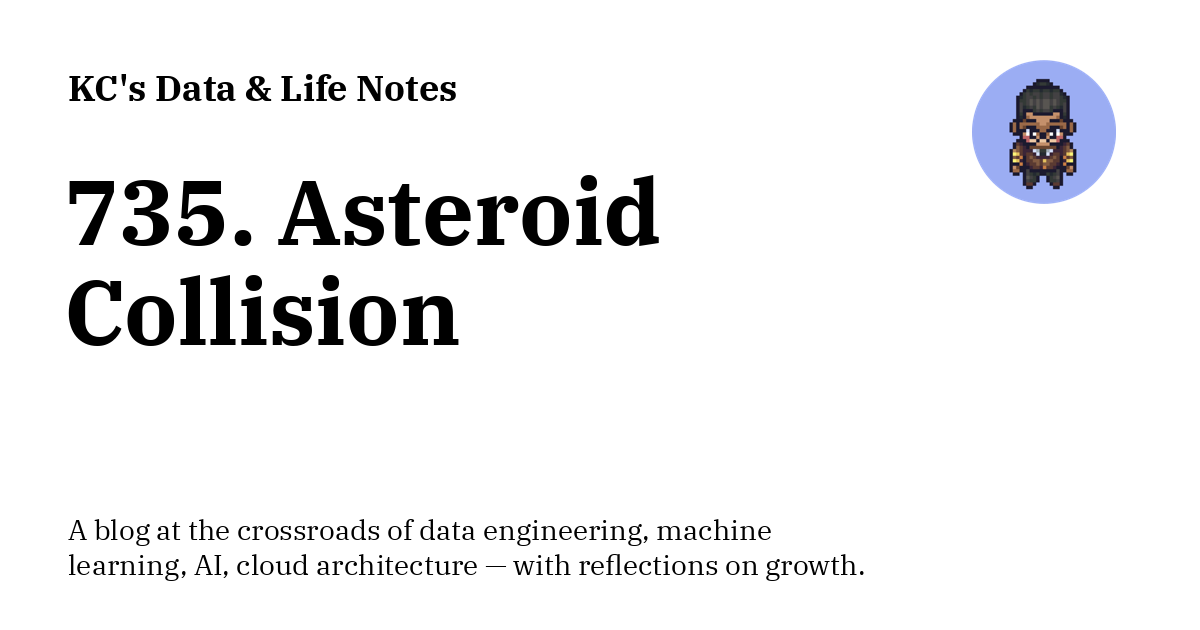 KC's Data & Life Notes
735. Asteroid
Collision
A blog at the crossroads of data engineering, machine
learning, AI, cloud architecture — with reflections on growth.